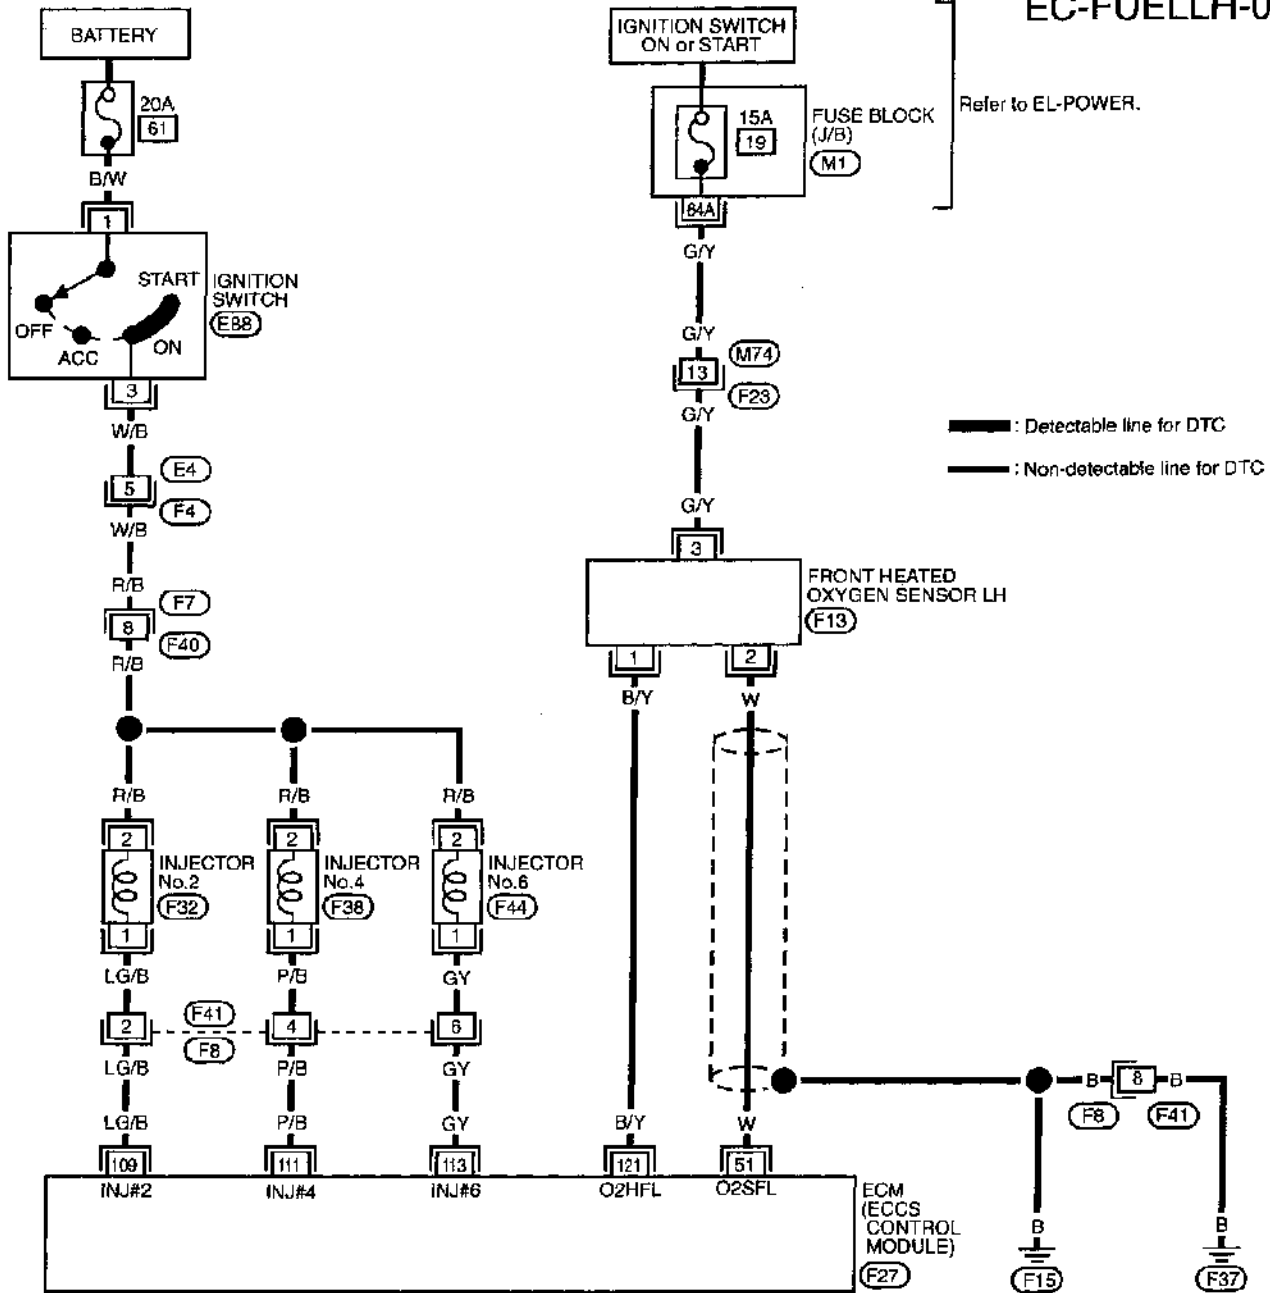 EC-FUELLH-0
BATTERY
IGNITION SWITCH
ON or START
Refer to EL-POWER.
20A
61
15A
19
FUSE BLOCK
(J/B)
M1
B/W
64A
1
G/Y
START
IGNITION
SWITCH
E88
OFF
ACC
ON
G/Y
13
M74
F23
G/Y
3
W/B
: Detectable line for DTC
: Non-detectable line for DTC
5
E4
F4
W/B
G/Y
3
R/B
8
F7
F40
R/B
FRONT HEATED
OXYGEN SENSOR LH
F13
1
2
B/Y
W
R/B
R/B
R/B
2
2
2
INJECTOR
No.2
F32
INJECTOR
No.4
F38
INJECTOR
No.6
F44
1
1
1
LG/B
P/B
GY
2
F41
F8
4
6
LG/B
P/B
GY
B
8
B
F8
F41
LG/B
P/B
GY
B/Y
W
109
111
113
121
51
INJ#2
INJ#4
INJ#6
O2HFL
O2SFL
ECM
(ECCS
CONTROL
MODULE)
F27
B
B
F15
F37